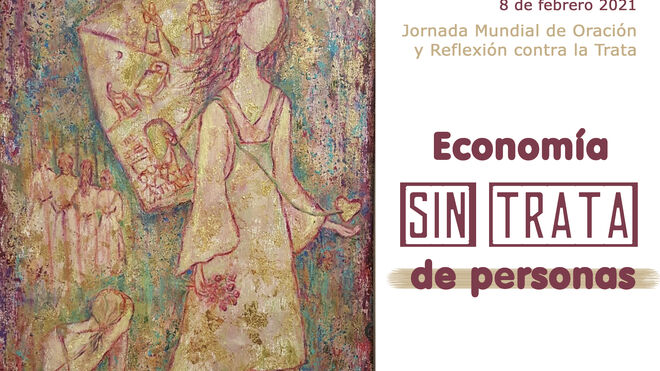 8 de febrero 2021
Jornada Mundial de Oración
y Reflexión contra la Trata
Economía
SIN TRATA
de personas